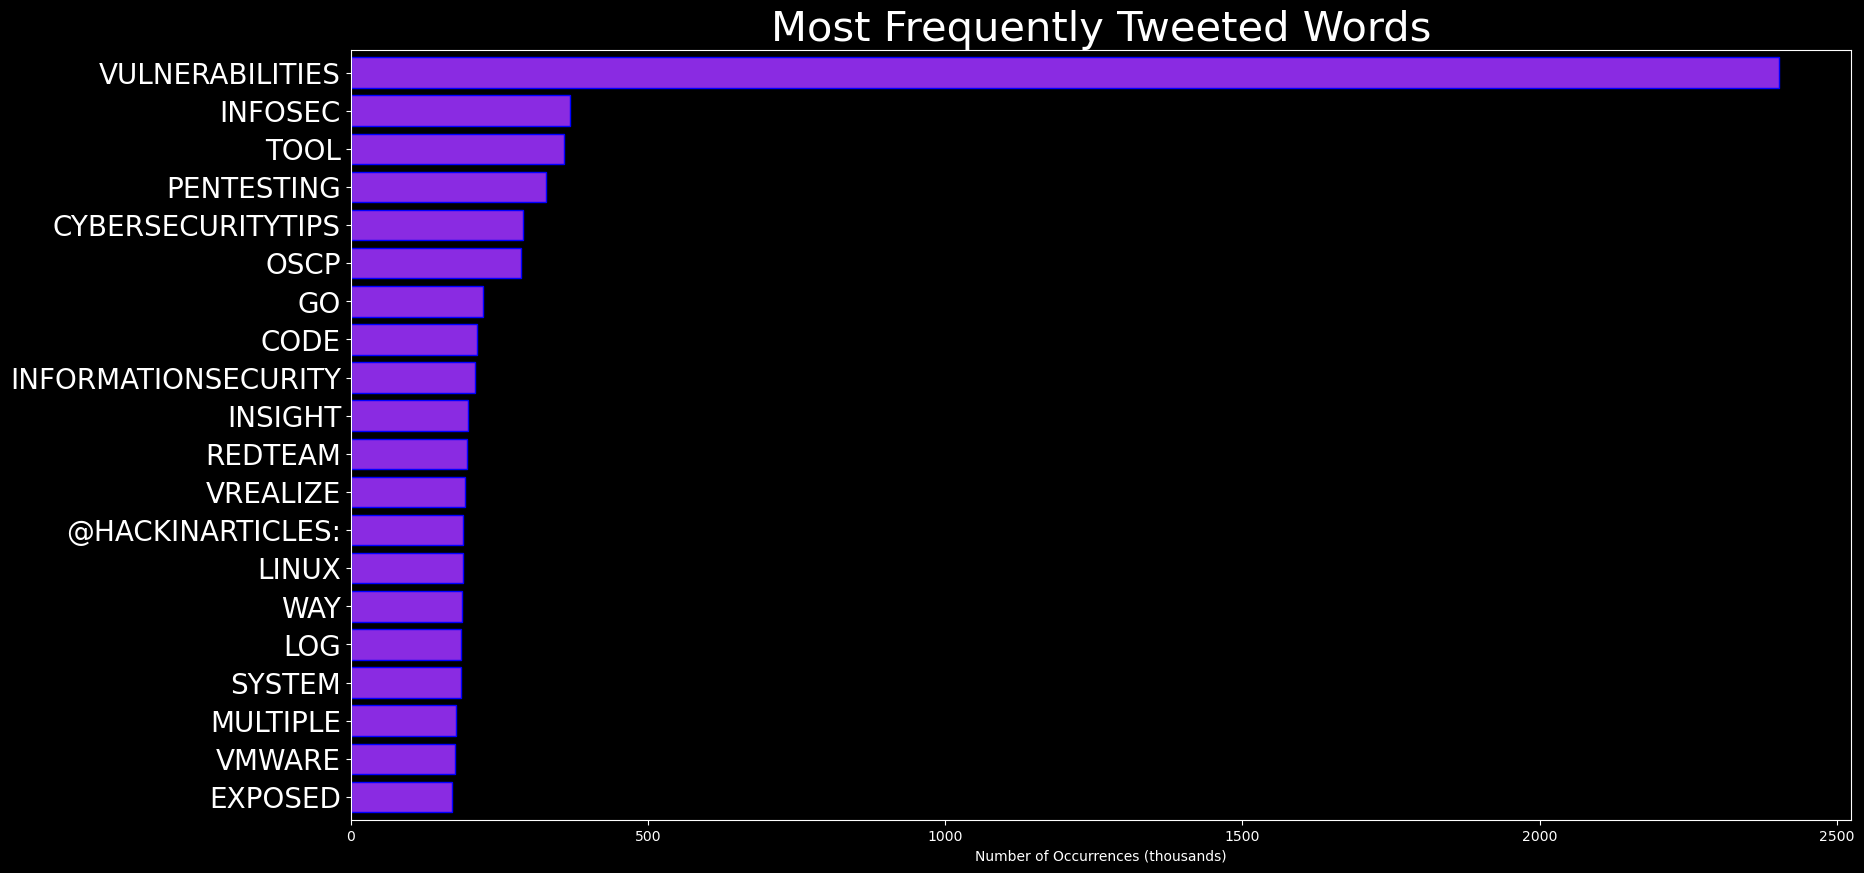 Most Frequently Tweeted Words
VULNERABILITIES
INFOSEC
TOOL
PENTESTING
CYBERSECURITYTIPS
OSCP
GO
CODE
INFORMATIONSECURITY
INSIGHT
REDTEAM
VREALIZE
@HACKINARTICLES:
LINUX
WAY
LOG
SYSTEM
MULTIPLE
VMWARE
EXPOSED
0 500 1000 1500 2000 2500
Number of Occurrences (thousands)